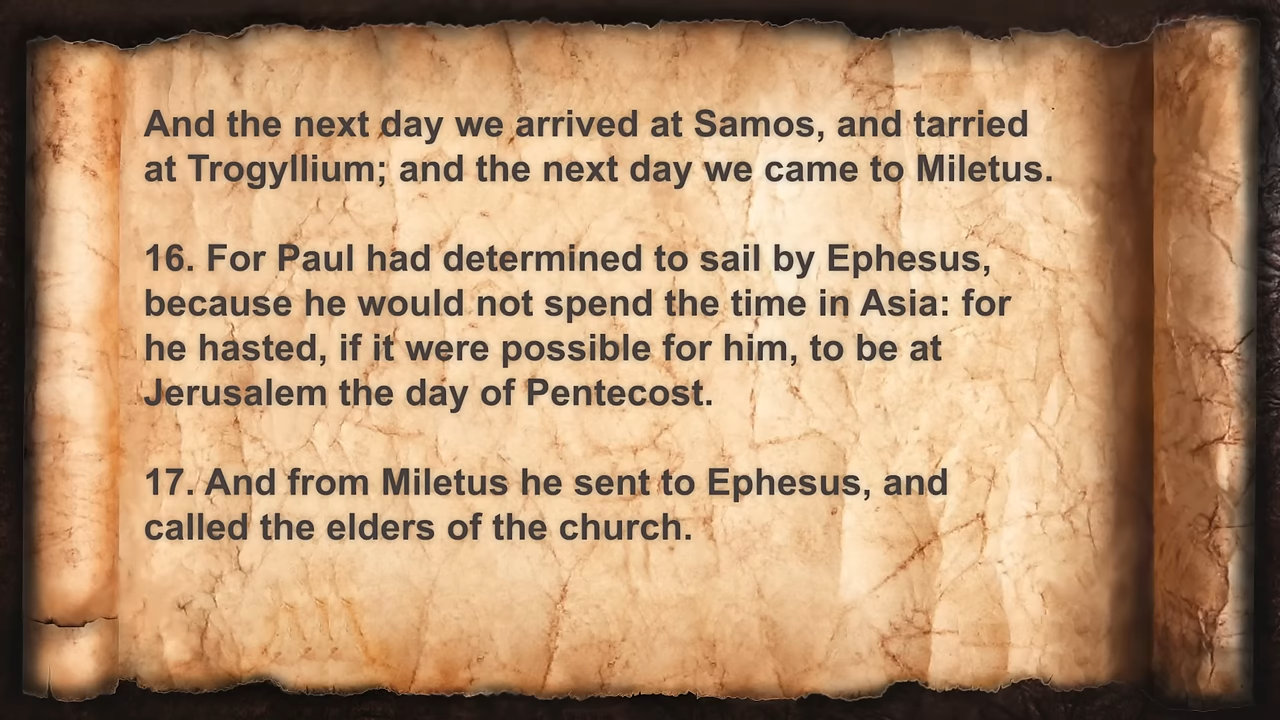 And the next day we arrived at Samos, and tarried
at Trogyllium; and the next day we came to Miletus.
16. For Paul had determined to sail by Ephesus,
because he would not spend the time in Asia: for
he hasted, if it were possible for him, to be at
Jerusalem the day of Pentecost.
17. And from Miletus he sent to Ephesus, and
called the elders of the church.